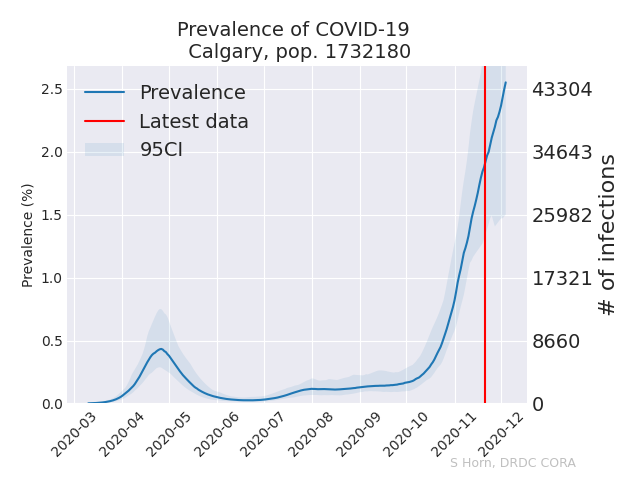 Prevalence of COVID-19
Calgary, pop. 1732180
Prevalence
Latest data
95CI
Prevalence (%)
2.5
2.0
1.5
1.0
0.5
0.0
43304
34643
25982
17321
8660
0
# of infections
2020-03
2020-04
2020-05
2020-06
2020-07
2020-08
2020-09
2020-10
2020-11
2020-12
S Horn, DRDC CORA